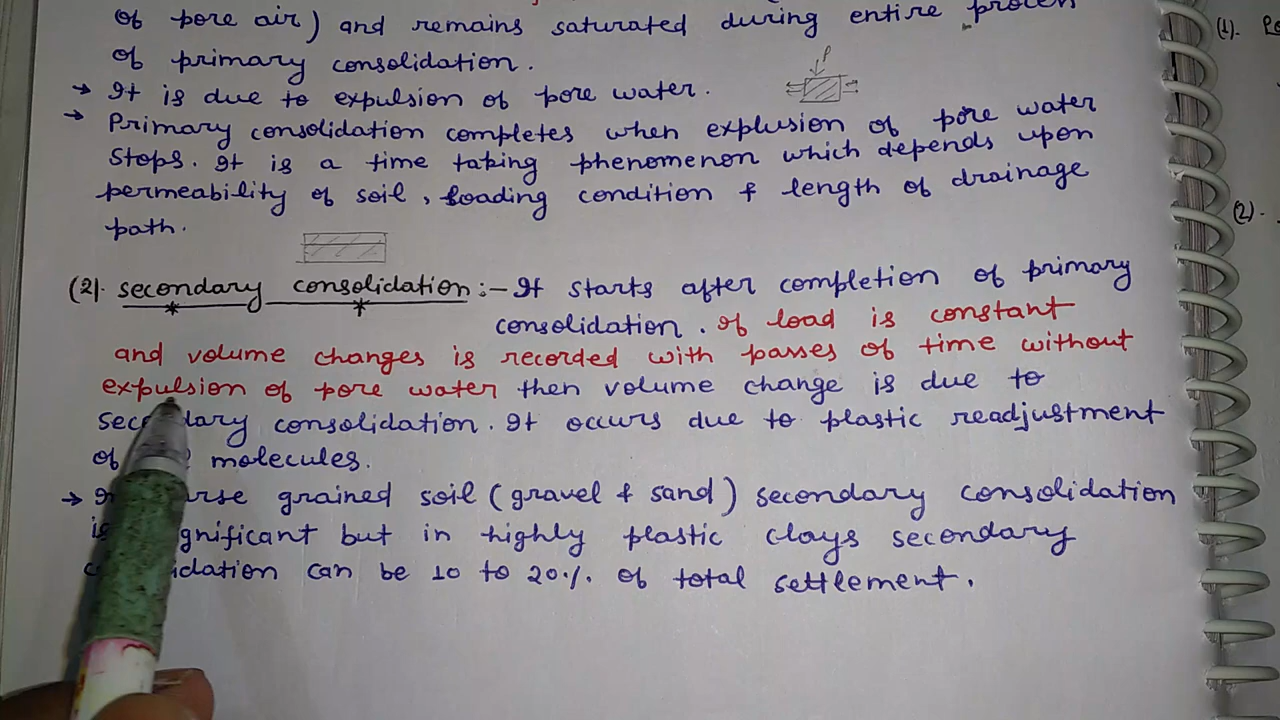 of pore air) and remains saturated during entire
of primary consolidation.
→ It is due to expulsion of pore water.
→ Primary consolidation completes when explusion of pore water
stops. It is a time taking phenomenon which depends upon
permeability of soil, loading condition & length of drainage
path.
(2). secondary consolidation :- It starts after completion of primary
consolidation. If load is constant
and volume changes is recorded with passes of time without
expulsion of pore water then volume change is due to
secondary consolidation. It occurs due to plastic readjustment
of molecules.
→ grained soil (gravel & sand) secondary consolidation
but in highly plastic clays secondary
can be 10 to 20% of total settlement.
(1).
(2).